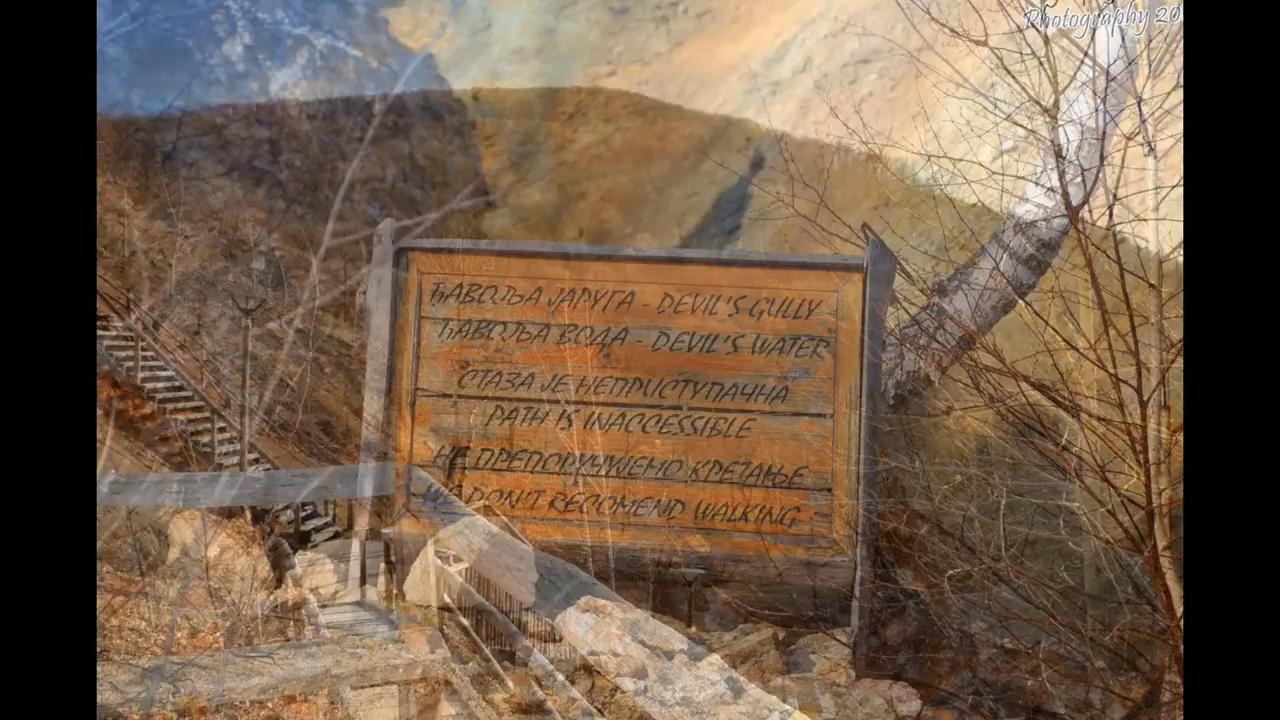 Photography 20
ЂАВОЉА ЈАРУГА - DEVIL'S GULLY
ЂАВОЉА ВОДА - DEVIL'S WATER
СТАЗА ЈЕ НЕПРИСТУПАЧНА
PATH IS INACCESSIBLE
НЕ ПРЕПОРУЧУЈЕМО КРЕТАЊЕ
WE DON'T RECOMEND WALKING